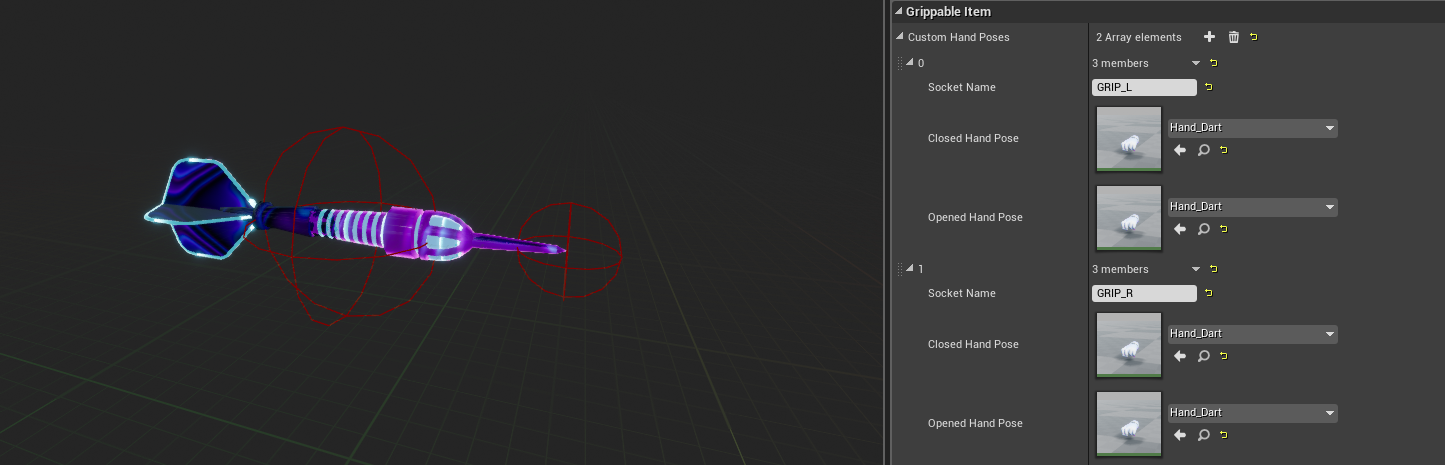 Grippable Item
Custom Hand Poses 2 Array elements
0 3 members
Socket Name GRIP_L
Closed Hand Pose Hand_Dart
Opened Hand Pose Hand_Dart
1 3 members
Socket Name GRIP_R
Closed Hand Pose Hand_Dart
Opened Hand Pose Hand_Dart